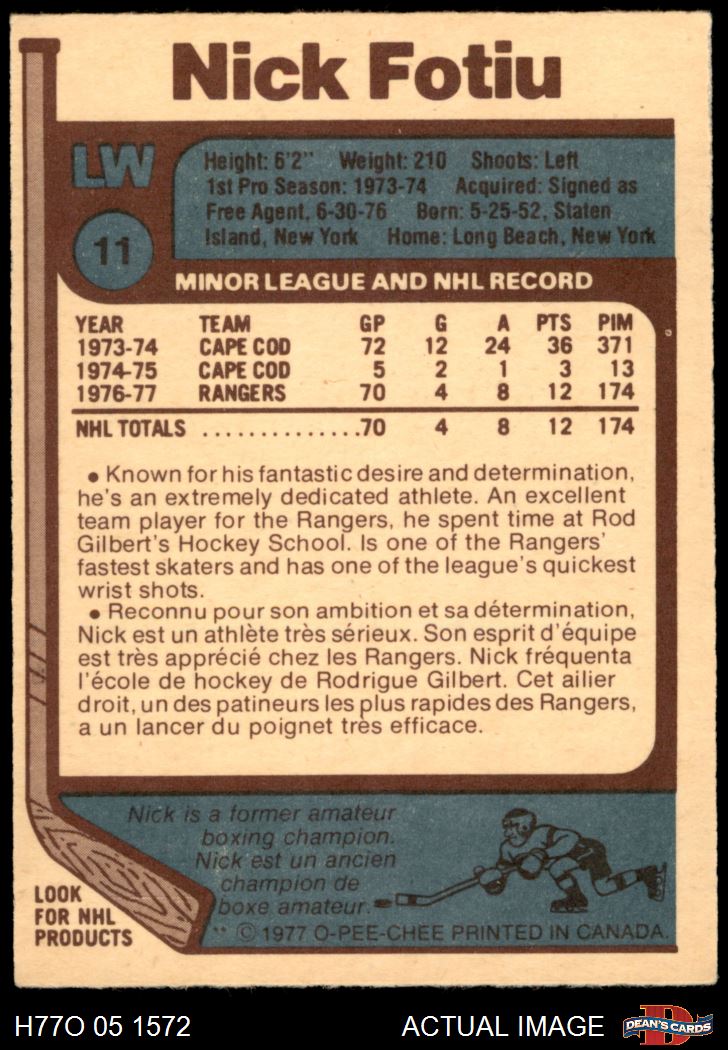 Nick Fotiu
LW
11
Height: 6'2" Weight: 210 Shoots: Left
1st Pro Season: 1973-74 Acquired: Signed as
Free Agent, 6-30-76 Born: 5-25-52, Staten
Island, New York Home: Long Beach, New York
MINOR LEAGUE AND NHL RECORD
YEAR TEAM GP G A PTS PIM
1973-74 CAPE COD 72 12 24 36 371
1974-75 CAPE COD 5 2 1 3 13
1976-77 RANGERS 70 4 8 12 174
NHL TOTALS ..............70 4 8 12 174
• Known for his fantastic desire and determination,
he's an extremely dedicated athlete. An excellent
team player for the Rangers, he spent time at Rod
Gilbert's Hockey School. Is one of the Rangers'
fastest skaters and has one of the league's quickest
wrist shots.
• Reconnu pour son ambition et sa détermination,
Nick est un athlète très sérieux. Son esprit d'équipe
est très apprécié chez les Rangers. Nick fréquenta
l'école de hockey de Rodrigue Gilbert. Cet ailier
droit, un des patineurs les plus rapides des Rangers,
a un lancer du poignet très efficace.
Nick is a former amateur
boxing champion.
Nick est un ancien
champion de
boxe amateur.
LOOK
FOR NHL
PRODUCTS
** © 1977 O-PEE-CHEE PRINTED IN CANADA.
H77O 05 1572 ACTUAL IMAGE
D
DEAN'S CARDS